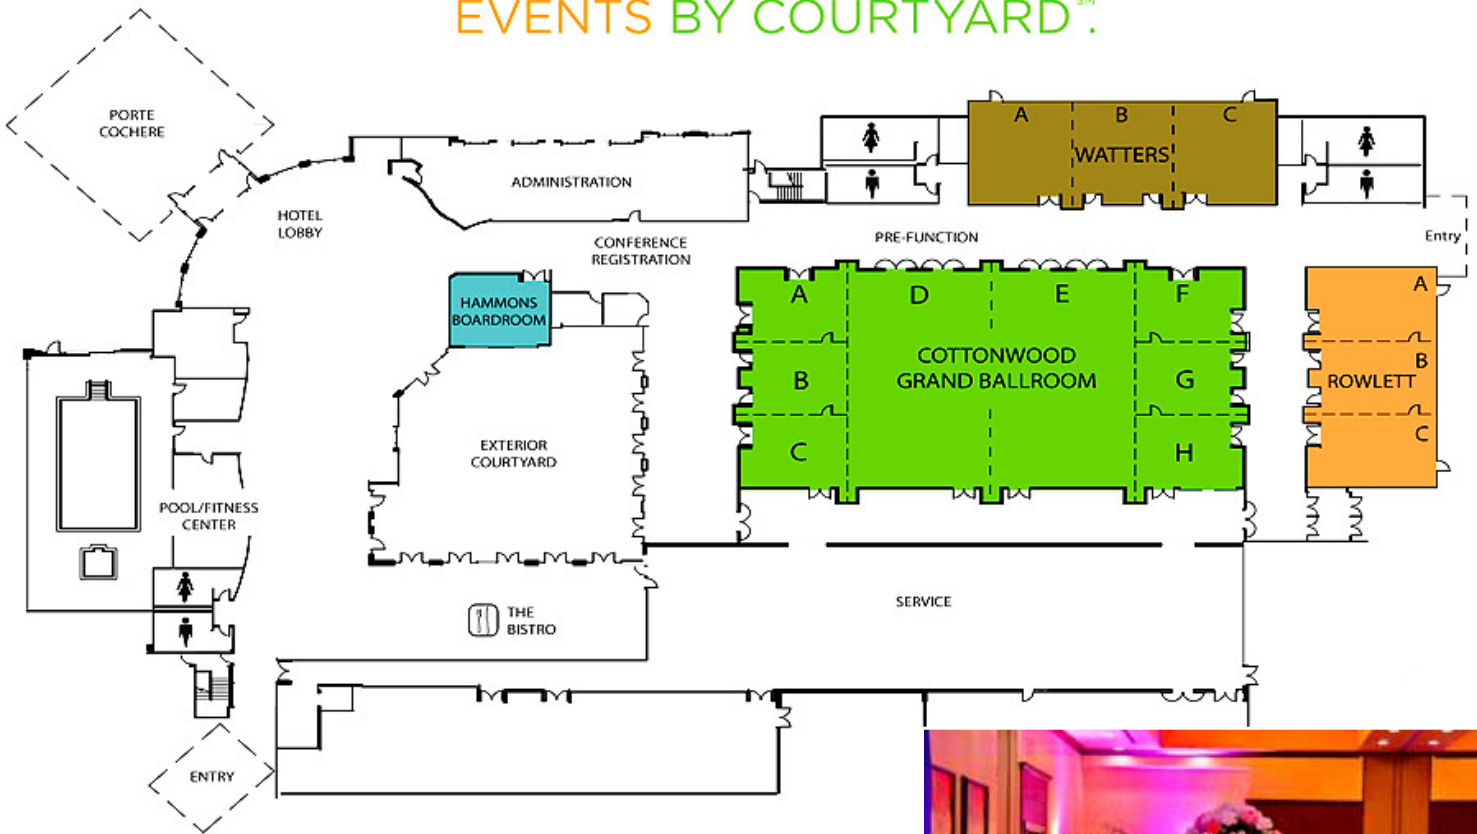 EVENTS BY COURTYARD℠.
PORTE
COCHERE
HOTEL
LOBBY
ADMINISTRATION
CONFERENCE
REGISTRATION
PRE-FUNCTION
A
B
C
WATTERS
Entry
HAMMONS
BOARDROOM
A
D
E
F
COTTONWOOD
GRAND BALLROOM
B
G
C
H
A
B
ROWLETT
C
EXTERIOR
COURTYARD
POOL/FITNESS
CENTER
THE
BISTRO
SERVICE
ENTRY